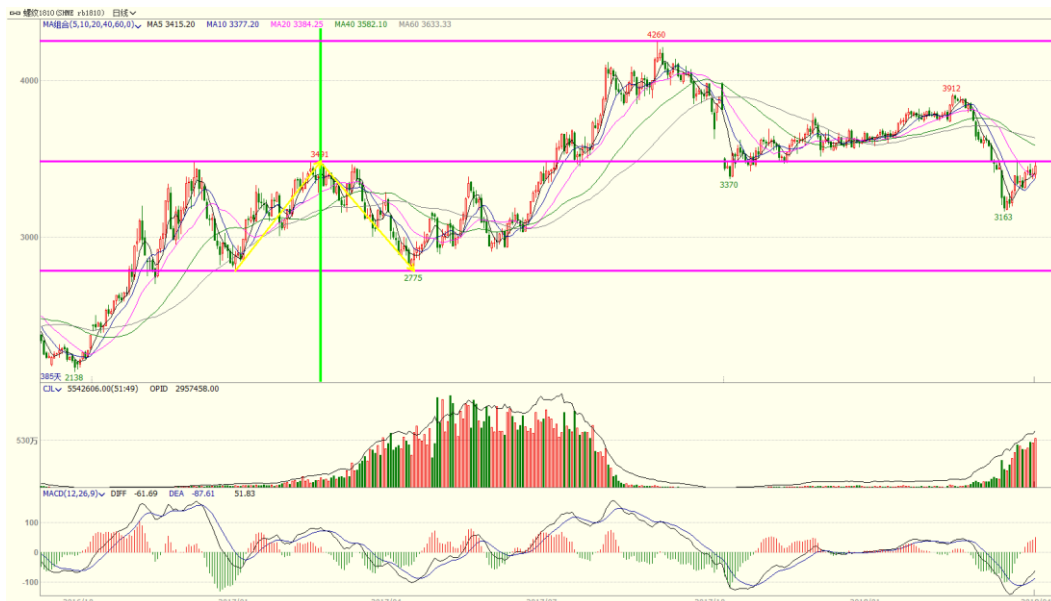 螺纹1810(SHFE rb1810) 日线
MA组合(5,10,20,40,60,0) MA5 3415.20 MA10 3377.20 MA20 3384.25 MA40 3582.10 MA60 3633.33
4260
4000
3912
3491
3370
3163
3000
2775
385天 2138
CJL 5542606.00(51:49) OPID 2957458.00
530万
MACD(12,26,9) DIFF -61.69 DEA -87.61 51.83
100
0
-100